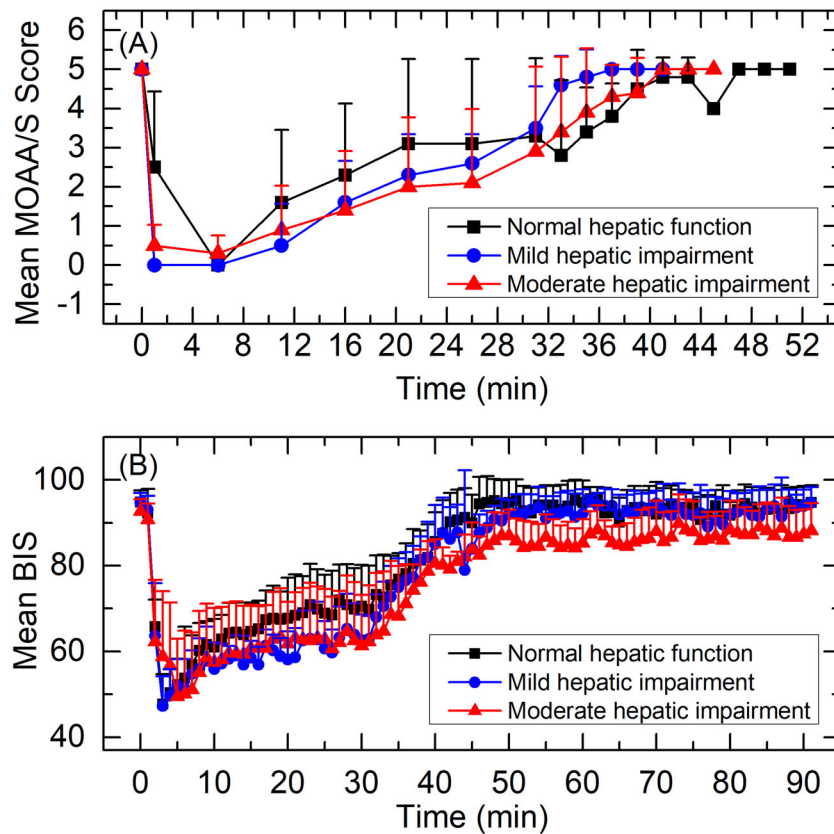 (A)
Mean MOAA/S Score
6
5
4
3
2
1
0
-1
Normal hepatic function
Mild hepatic impairment
Moderate hepatic impairment
0 4 8 12 16 20 24 28 32 36 40 44 48 52
Time (min)
(B)
Mean BIS
100
80
60
40
Normal hepatic function
Mild hepatic impairment
Moderate hepatic impairment
0 10 20 30 40 50 60 70 80 90
Time (min)